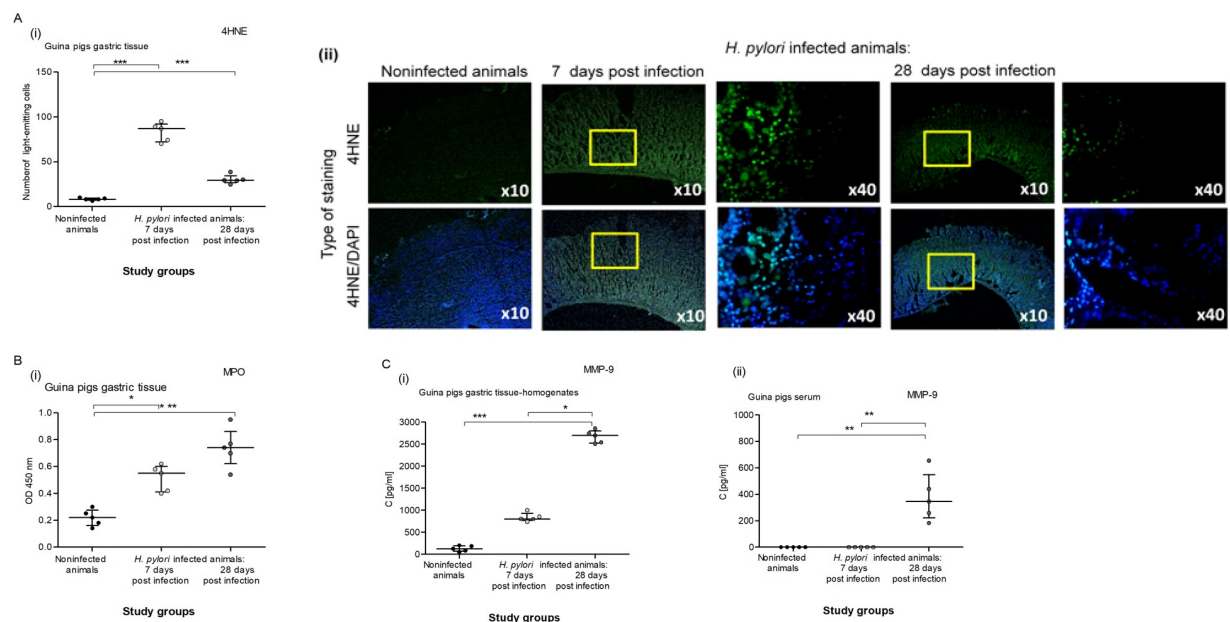 A
(i)
4HNE
Guina pigs gastric tissue
***
***
150
100
50
0
Numberof light-emitting cells
Noninfected animals
H. pylori infected animals:
7 days post infection
28 days post infection
Study groups
(ii)
H. pylori infected animals:
Noninfected animals
7 days post infection
28 days post infection
Type of staining
4HNE
x10
x10
x40
x10
x40
4HNE/DAPI
x10
x10
x40
x10
x40
B
(i)
MPO
Guina pigs gastric tissue
*
* **
1.0
0.8
0.6
0.4
0.2
0.0
OD 450 nm
Noninfected animals
H. pylori infected animals:
7 days post infection
28 days post infection
Study groups
C
(i)
MMP-9
Guina pigs gastric tissue-homogenates
***
*
3000
2500
2000
1500
1000
500
0
C [pg/ml]
Noninfected animals
H. pylori infected animals:
7 days post infection
28 days post infection
Study groups
(ii)
MMP-9
Guina pigs serum
**
**
1000
800
600
400
200
0
C [pg/ml]
Noninfected animals
H. pylori infected animals:
7 days post infection
28 days post infection
Study groups